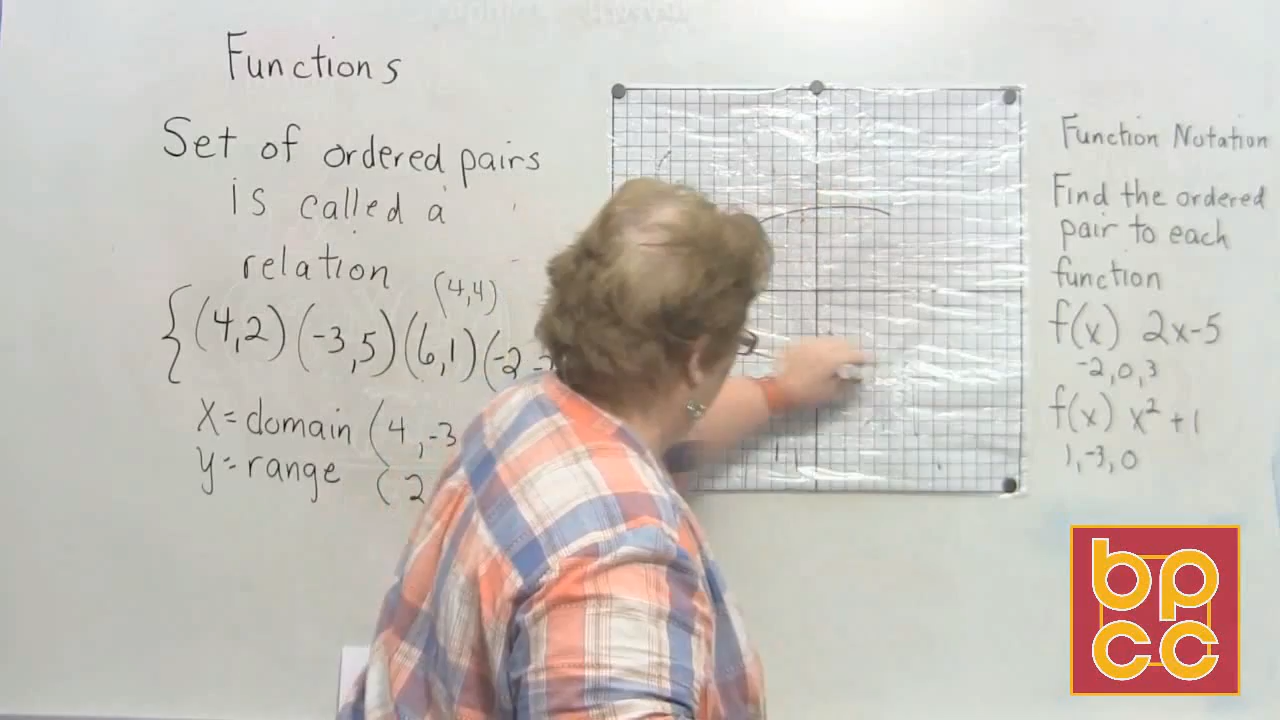 Functions
Set of ordered pairs
is called a
relation
(4,4)
{(4,2)(-3,5)(6,1)(-2
x=domain (4,-3
y=range (2
Function Notation
Find the ordered
pair to each
function
f(x) 2x-5
-2,0,3
f(x) x²+1
1,-3,0
bp
cc